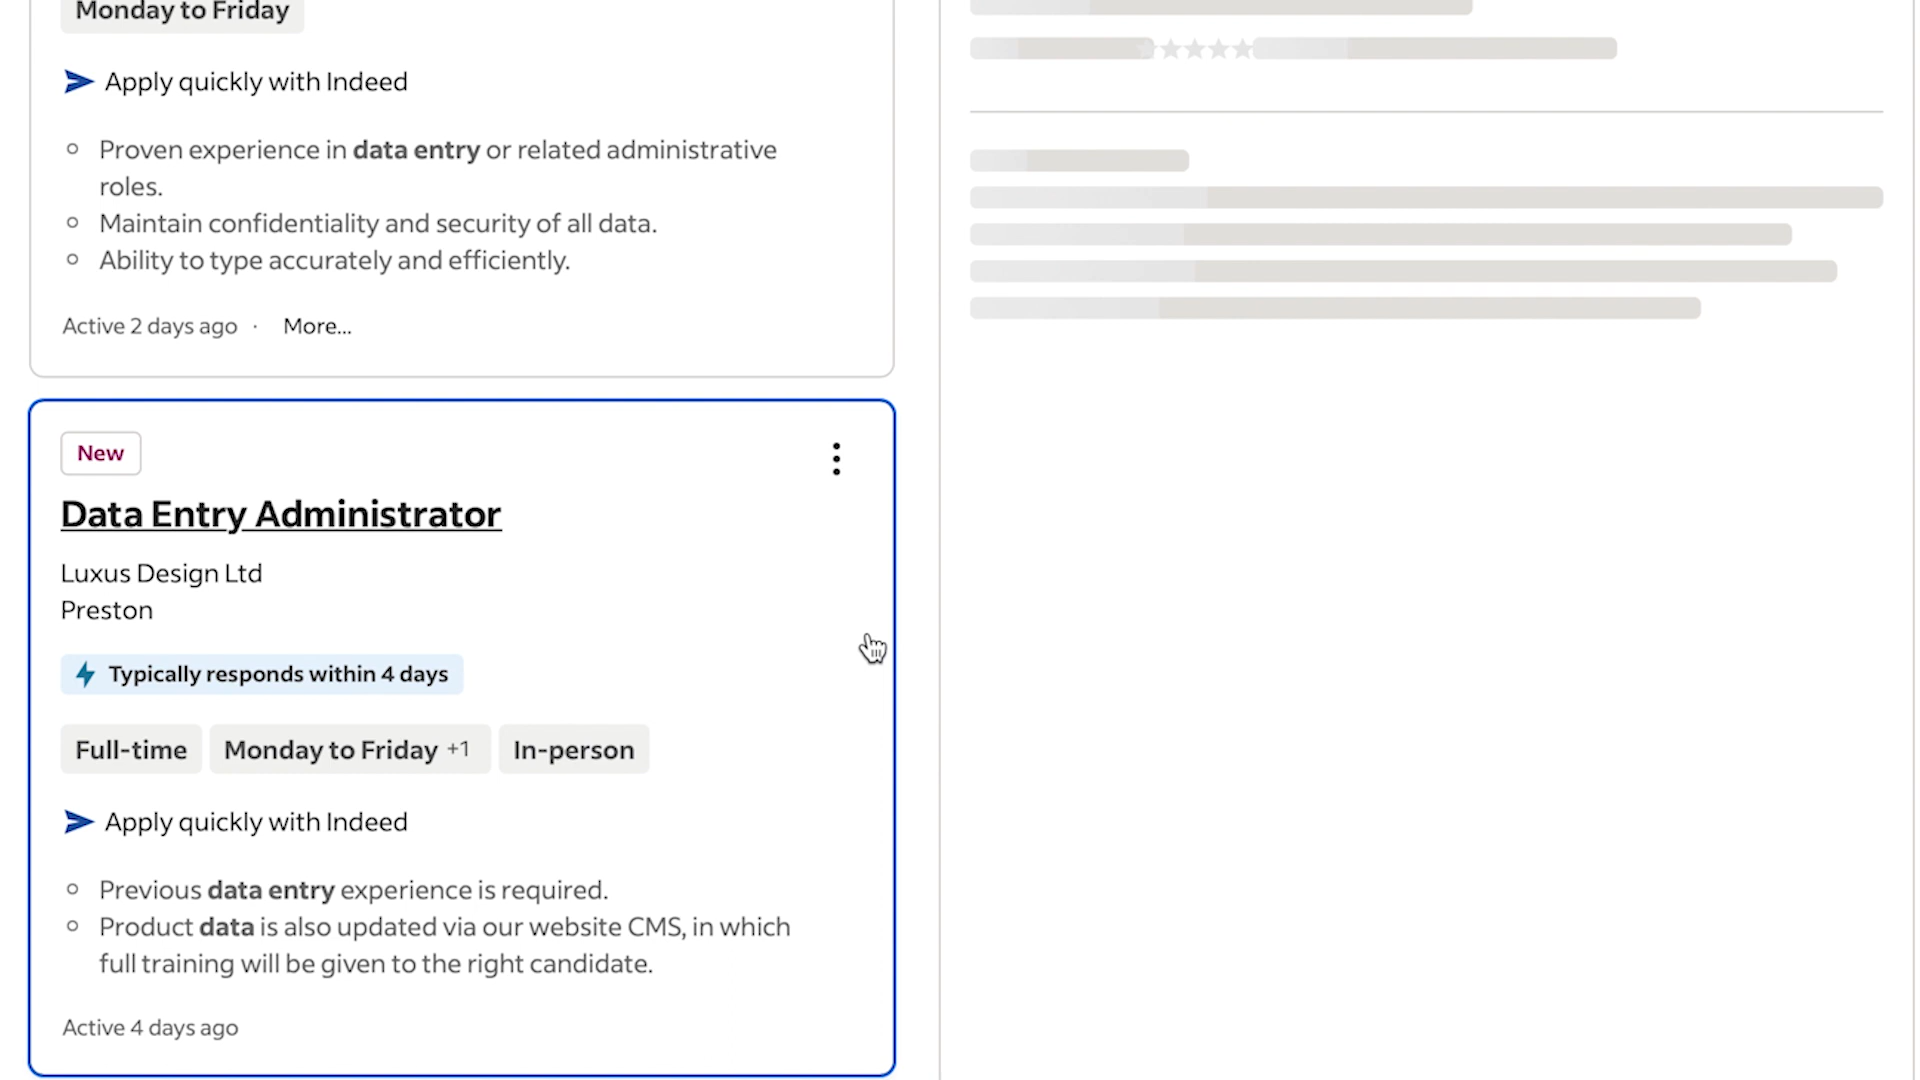 Monday to Friday
Apply quickly with Indeed
Proven experience in data entry or related administrative
roles.
Maintain confidentiality and security of all data.
Ability to type accurately and efficiently.
Active 2 days ago · More...
New
Data Entry Administrator
Luxus Design Ltd
Preston
Typically responds within 4 days
Full-time Monday to Friday +1 In-person
Apply quickly with Indeed
Previous data entry experience is required.
Product data is also updated via our website CMS, in which
full training will be given to the right candidate.
Active 4 days ago